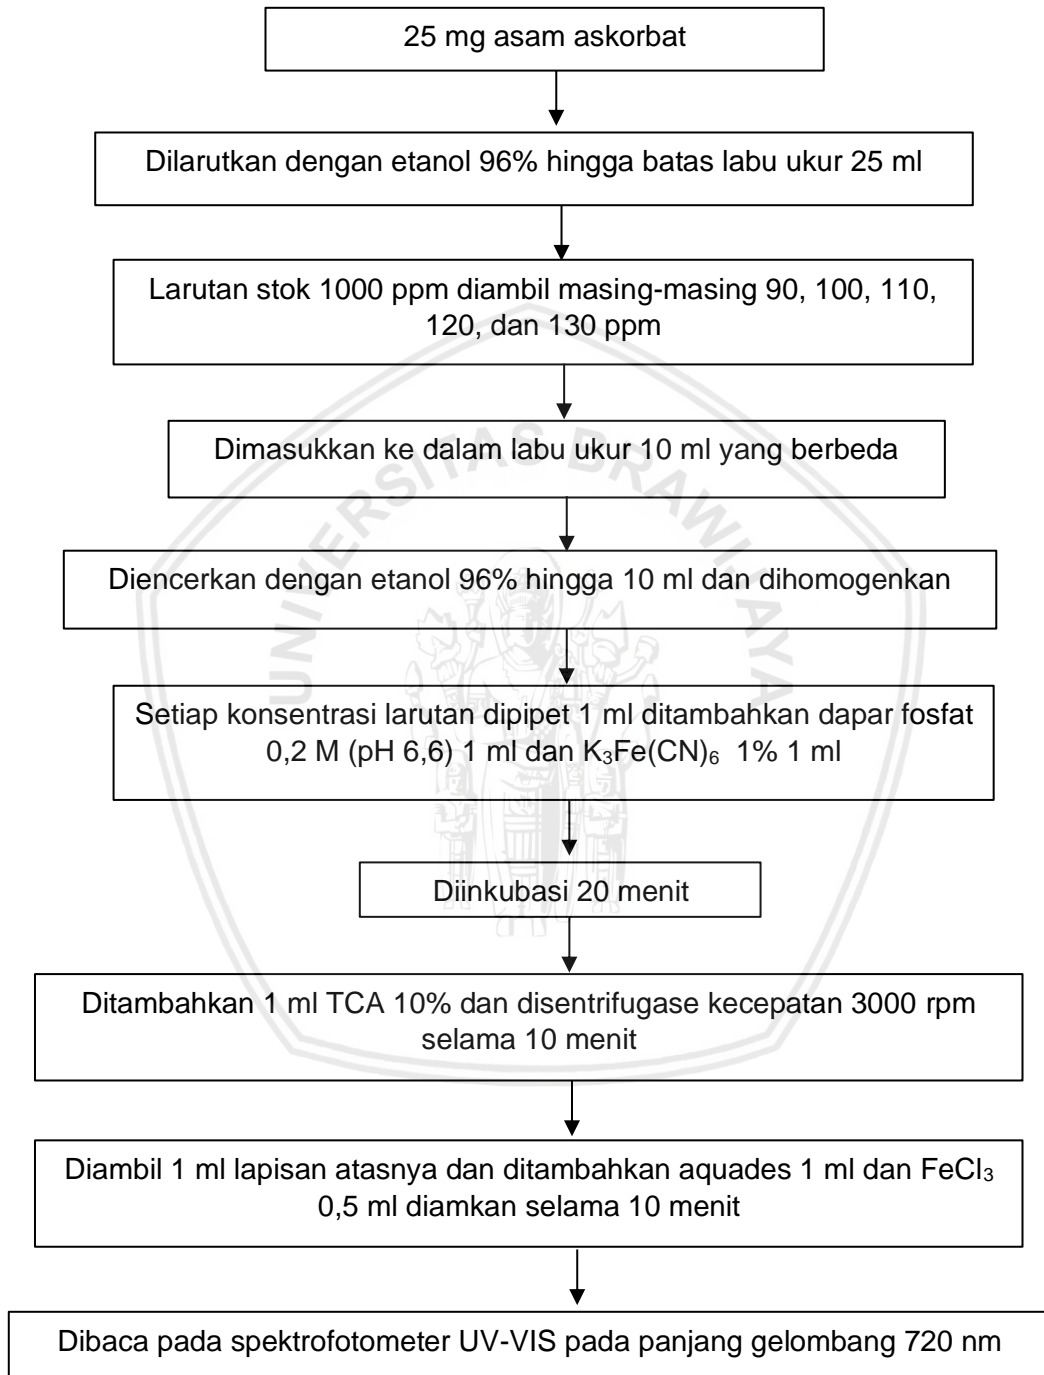 25 mg asam askorbat
Dilarutkan dengan etanol 96% hingga batas labu ukur 25 ml
Larutan stok 1000 ppm diambil masing-masing 90, 100, 110,
120, dan 130 ppm
Dimasukkan ke dalam labu ukur 10 ml yang berbeda
Diencerkan dengan etanol 96% hingga 10 ml dan dihomogenkan
Setiap konsentrasi larutan dipipet 1 ml ditambahkan dapar fosfat
0,2 M (pH 6,6) 1 ml dan K₃Fe(CN)₆ 1% 1 ml
Diinkubasi 20 menit
Ditambahkan 1 ml TCA 10% dan disentrifugase kecepatan 3000 rpm
selama 10 menit
Diambil 1 ml lapisan atasnya dan ditambahkan aquades 1 ml dan FeCl₃
0,5 ml diamkan selama 10 menit
Dibaca pada spektrofotometer UV-VIS pada panjang gelombang 720 nm
UNIVERSITAS BRAWIJAYA